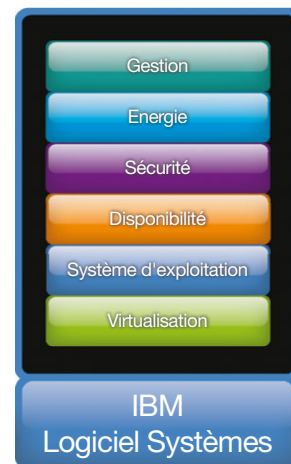 Gestion
Energie
Sécurité
Disponibilité
Système d'exploitation
Virtualisation
IBM
Logiciel Systèmes